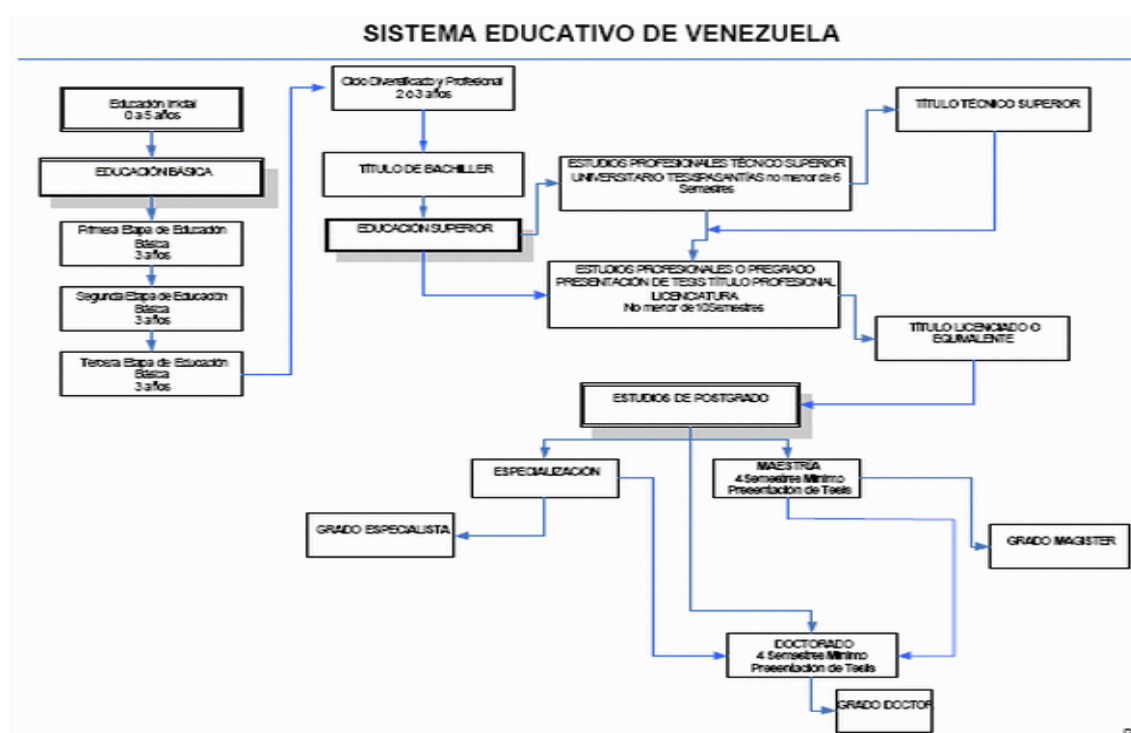 SISTEMA EDUCATIVO DE VENEZUELA
Educación Inicial
0 a 5 años
EDUCACIÓN BÁSICA
Primera Etapa de Educación
Básica
3 años
Segunda Etapa de Educación
Básica
3 años
Tercera Etapa de Educación
Básica
3 años
Ciclo Diversificado y Profesional
2 ó 3 años
TÍTULO DE BACHILLER
EDUCACIÓN SUPERIOR
ESTUDIOS PROFESIONALES TÉCNICO SUPERIOR
UNIVERSITARIO TESIS/PASANTÍAS no menor de 6
Semestres
TÍTULO TÉCNICO SUPERIOR
ESTUDIOS PROFESIONALES O PREGRADO
PRESENTACIÓN DE TESIS TÍTULO PROFESIONAL
LICENCIATURA
No menor de 10 Semestres
TÍTULO LICENCIADO O
EQUIVALENTE
ESTUDIOS DE POSTGRADO
ESPECIALIZACIÓN
MAESTRÍA
4 Semestres Mínimo
Presentación de Tesis
GRADO ESPECIALISTA
GRADO MAGISTER
DOCTORADO
4 Semestres Mínimo
Presentación de Tesis
GRADO DOCTOR